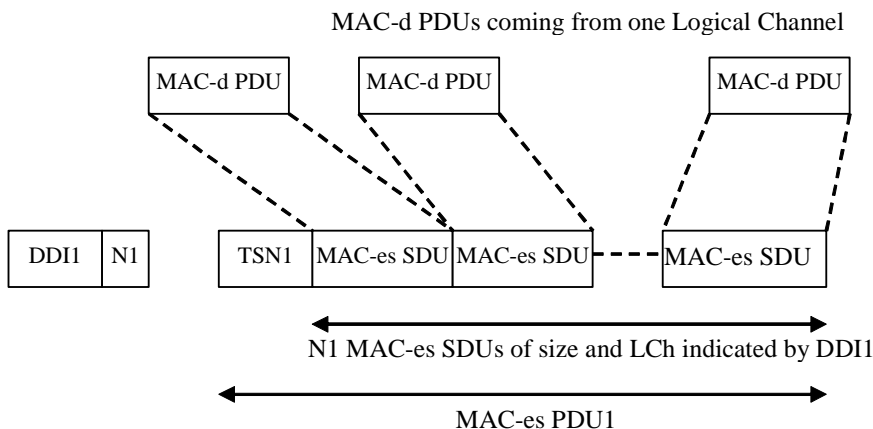 MAC-d PDUs coming from one Logical Channel
MAC-d PDU MAC-d PDU MAC-d PDU
DDI1 N1 TSN1 MAC-es SDU MAC-es SDU MAC-es SDU
N1 MAC-es SDUs of size and LCh indicated by DDI1
MAC-es PDU1